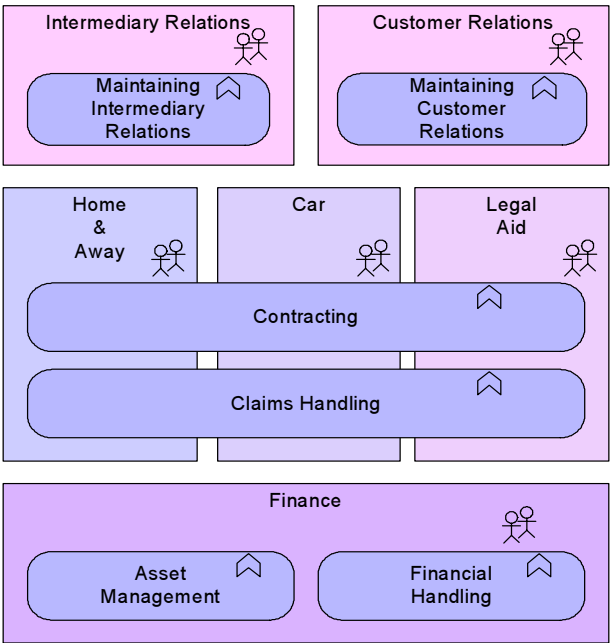 Intermediary Relations
Maintaining
Intermediary
Relations
Customer Relations
Maintaining
Customer
Relations
Home
&
Away
Car
Legal
Aid
Contracting
Claims Handling
Finance
Asset
Management
Financial
Handling